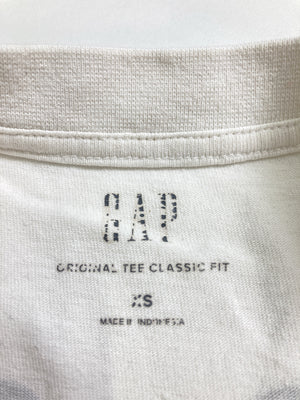 GAP
ORIGINAL TEE CLASSIC FIT
XS
MADE IN INDONESIA